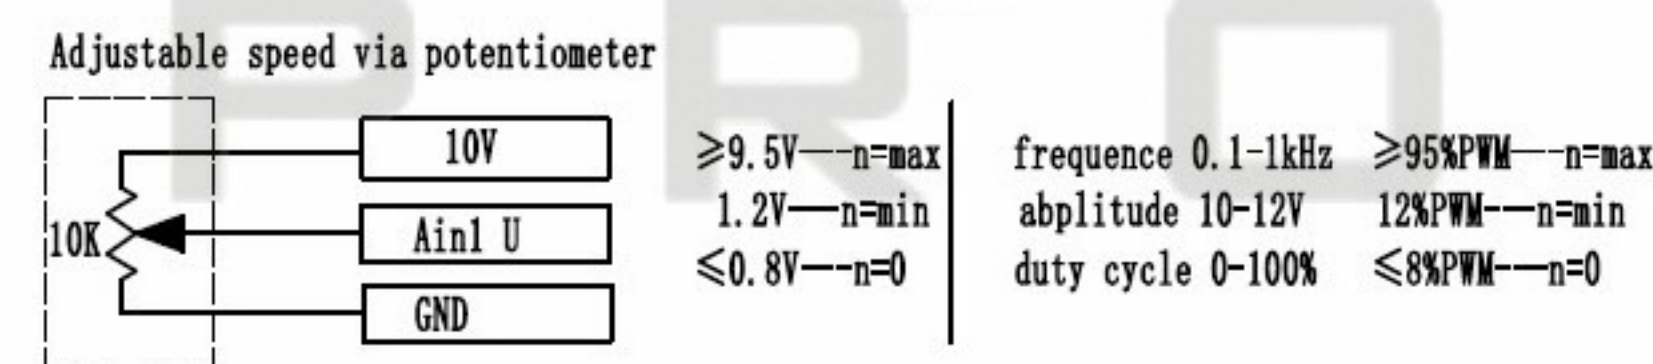 Adjustable speed via potentiometer
10V
10K
Ain1 U
GND
≥9.5V---n=max
1.2V---n=min
≤0.8V---n=0
frequence 0.1-1kHz ≥95%PWM---n=max
abplitude 10-12V 12%PWM---n=min
duty cycle 0-100% ≤8%PWM---n=0
PRO